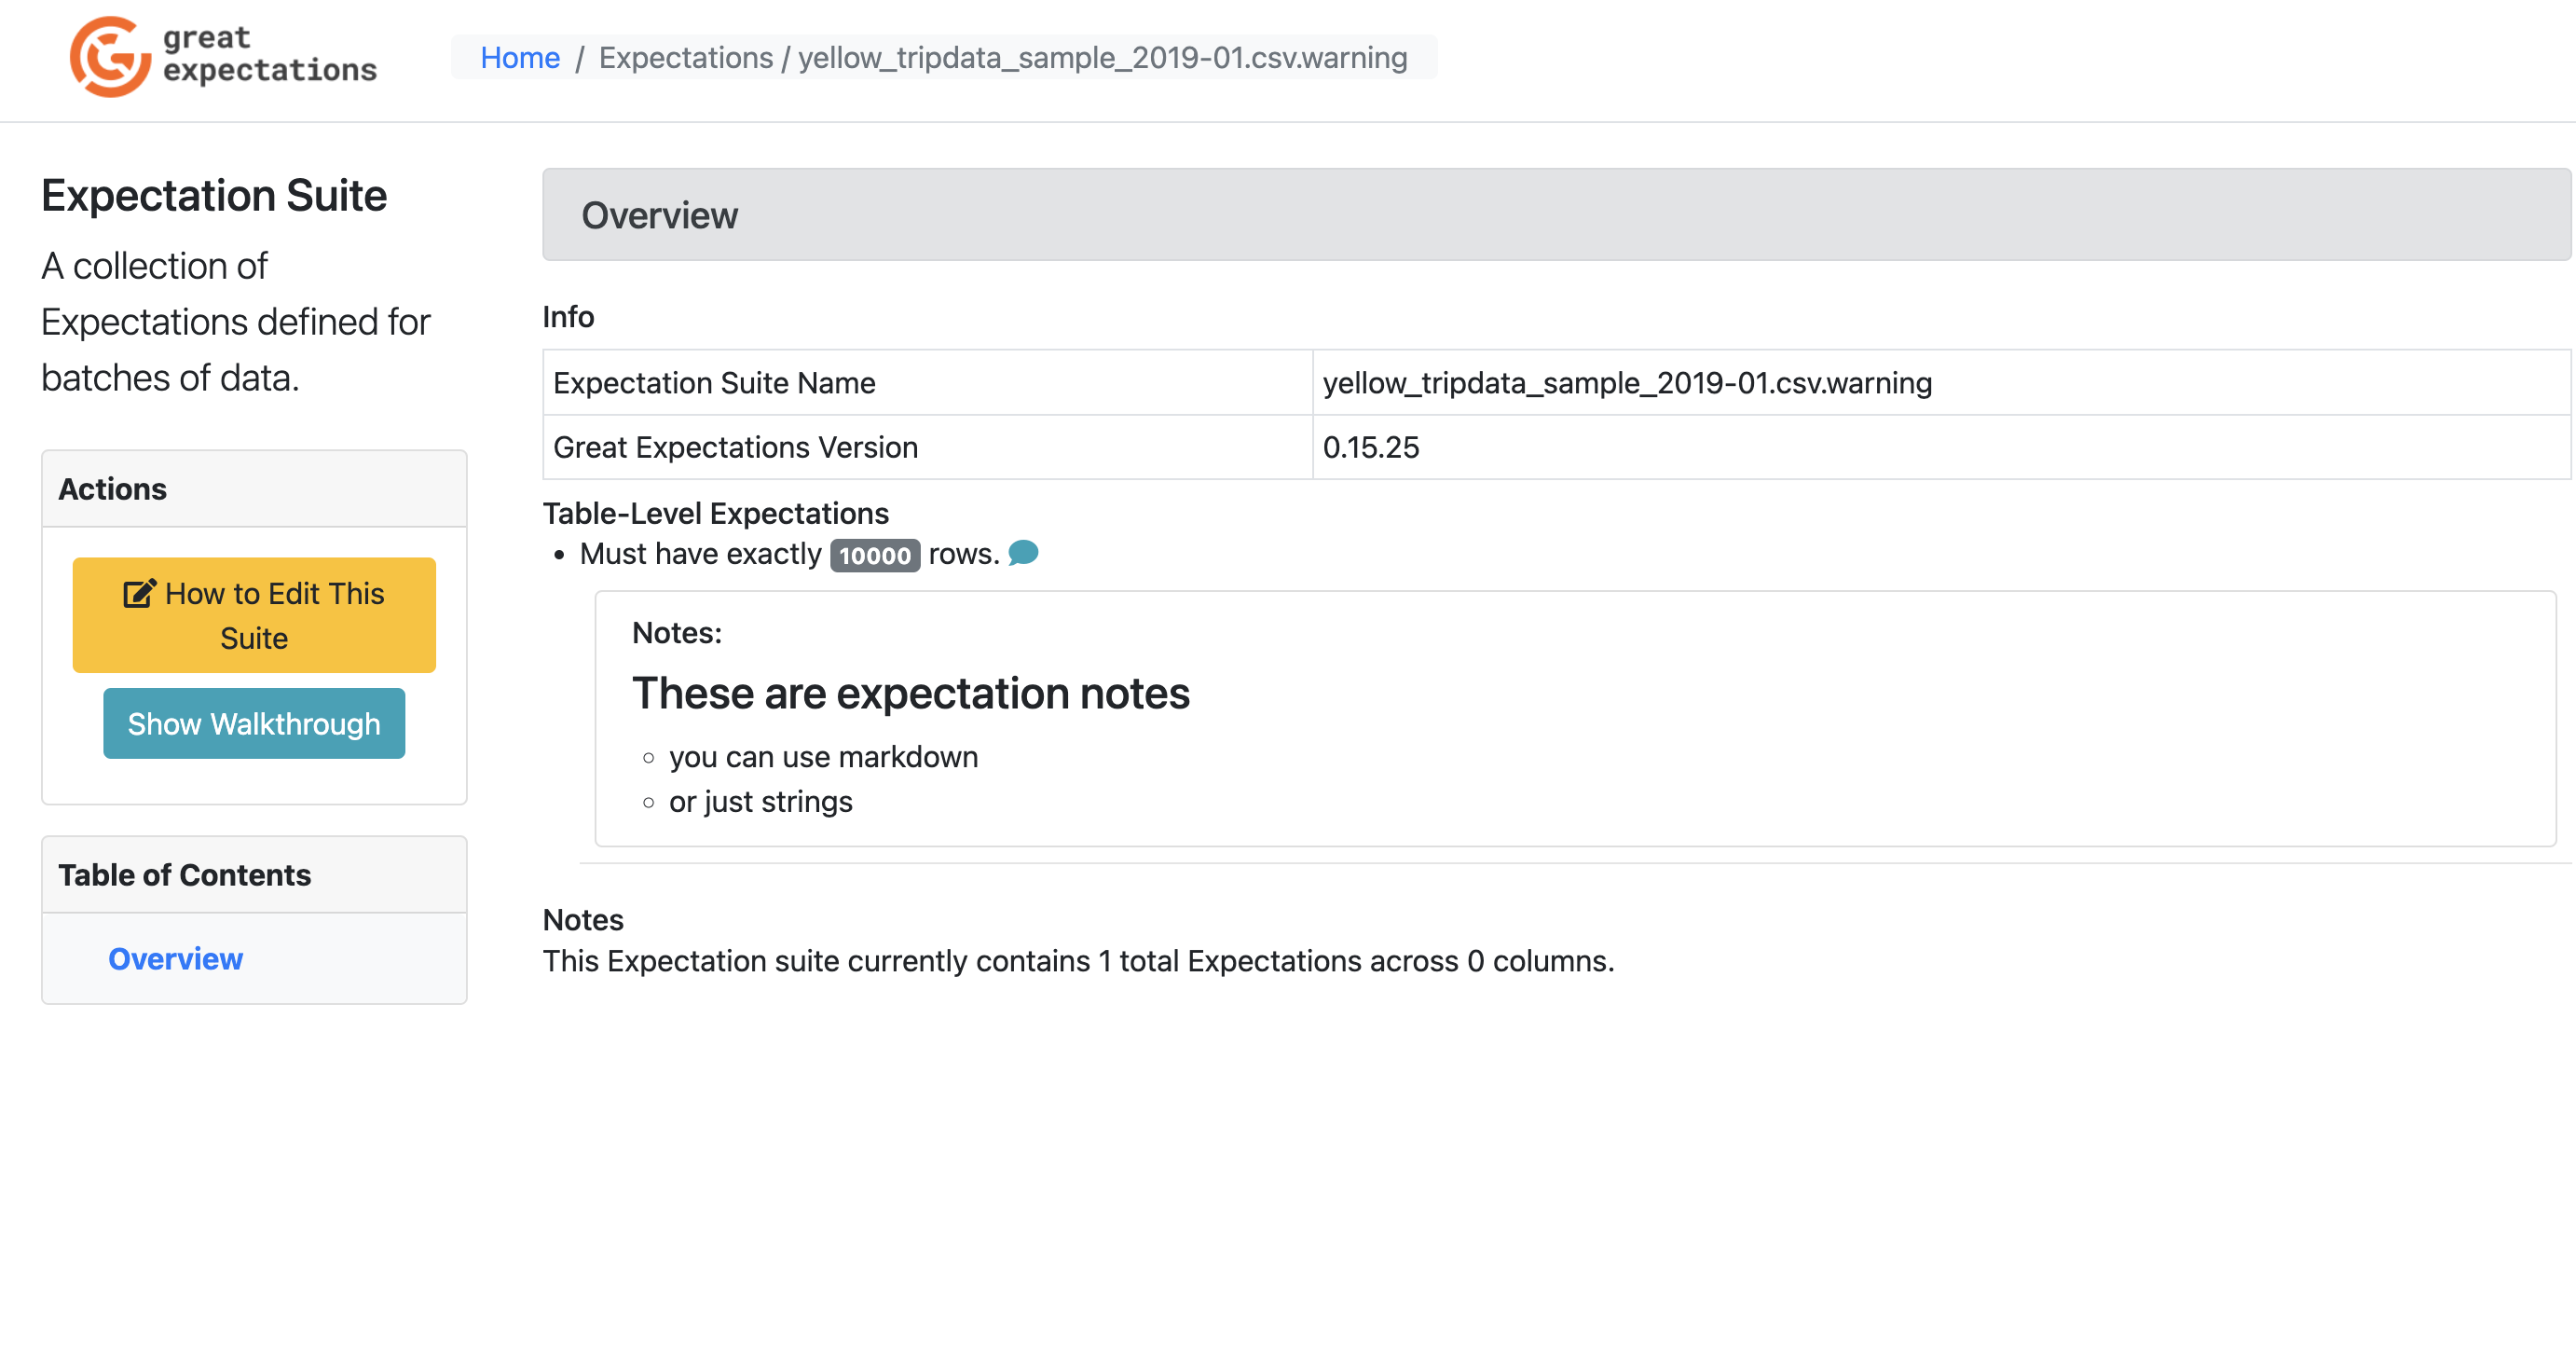 great
expectations
Home / Expectations / yellow_tripdata_sample_2019-01.csv.warning
Expectation Suite
A collection of
Expectations defined for
batches of data.
Actions
How to Edit This
Suite
Show Walkthrough
Table of Contents
Overview
Overview
Info
Expectation Suite Name yellow_tripdata_sample_2019-01.csv.warning
Great Expectations Version 0.15.25
Table-Level Expectations
• Must have exactly 10000 rows.
Notes:
These are expectation notes
◦ you can use markdown
◦ or just strings
Notes
This Expectation suite currently contains 1 total Expectations across 0 columns.